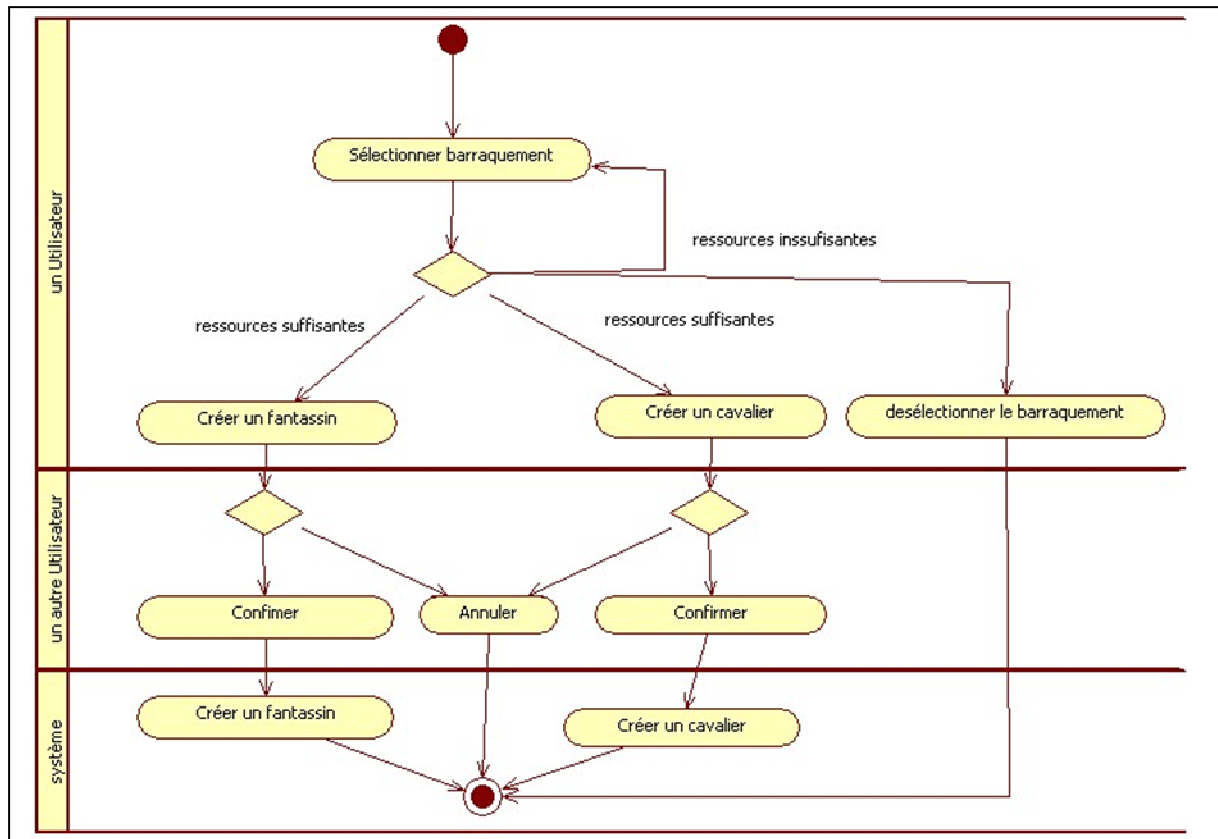 un Utilisateur
Sélectionner barraquement
ressources inssufisantes
ressources suffisantes
ressources suffisantes
Créer un fantassin
Créer un cavalier
desélectionner le barraquement
un autre Utilisateur
Confimer
Annuler
Confirmer
système
Créer un fantassin
Créer un cavalier